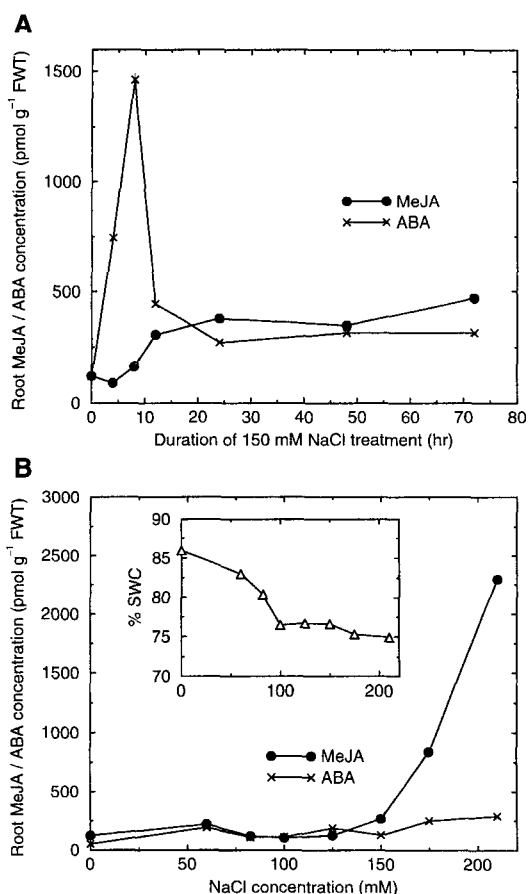 A
Root MeJA / ABA concentration (pmol g⁻¹ FWT)
1500
1000
500
0
MeJA
ABA
0 10 20 30 40 50 60 70 80
Duration of 150 mM NaCl treatment (hr)
B
Root MeJA / ABA concentration (pmol g⁻¹ FWT)
3000
2500
2000
1500
1000
500
0
% SWC
90
85
80
75
70
0 100 200
MeJA
ABA
0 50 100 150 200
NaCl concentration (mM)